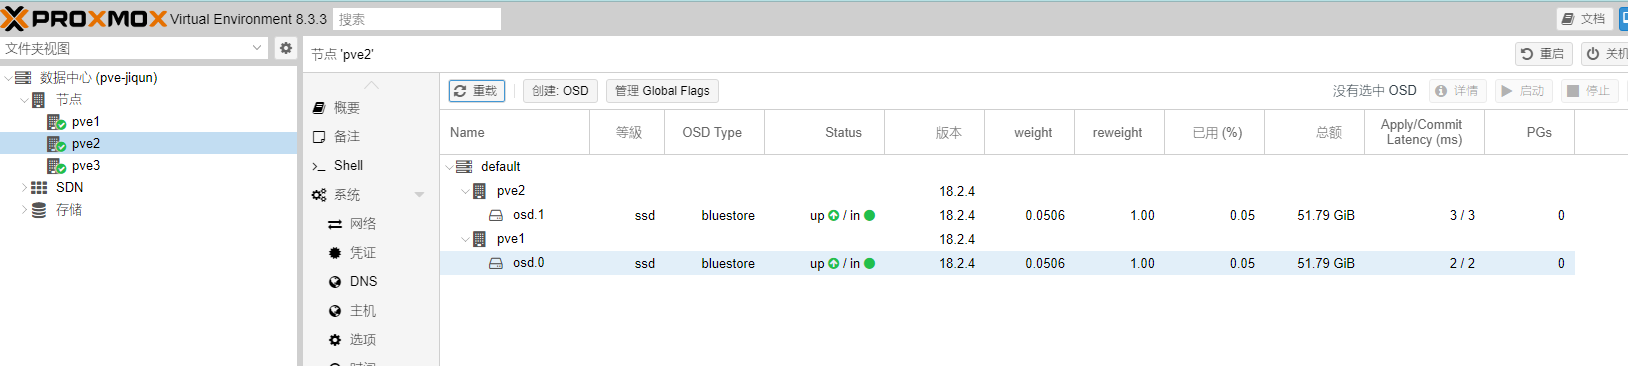 PROXMOX Virtual Environment 8.3.3 搜索 文档
文件夹视图
节点 'pve2' 重启 关机
数据中心 (pve-jiqun)
节点
pve1
pve2
pve3
SDN
存储
概要
备注
Shell
系统
网络
凭证
DNS
主机
选项
重载 创建: OSD 管理 Global Flags 没有选中 OSD 详情 启动 停止
Name 等級 OSD Type Status 版本 weight reweight 已用 (%) 总额 Apply/Commit Latency (ms) PGs
default
pve2 18.2.4
osd.1 ssd bluestore up / in 18.2.4 0.0506 1.00 0.05 51.79 GiB 3 / 3 0
pve1 18.2.4
osd.0 ssd bluestore up / in 18.2.4 0.0506 1.00 0.05 51.79 GiB 2 / 2 0